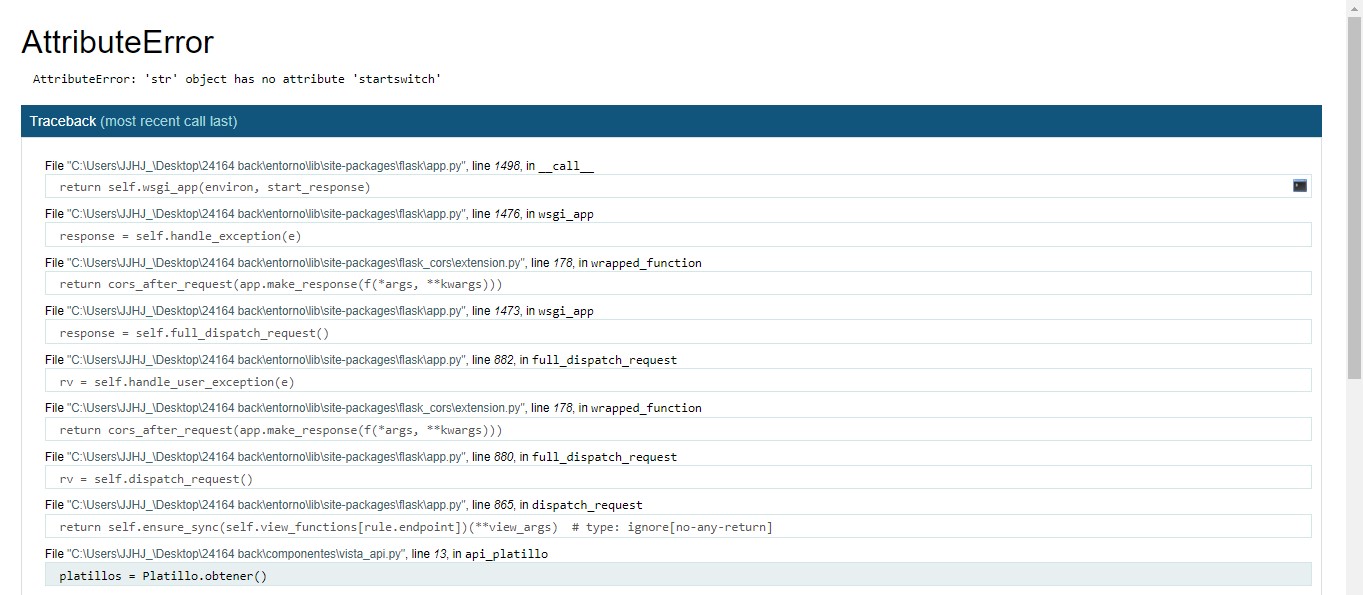 AttributeError
AttributeError: 'str' object has no attribute 'startswitch'
Traceback (most recent call last)
File "C:\Users\JJHJ_\Desktop\24164 back\entorno\lib\site-packages\flask\app.py", line 1498, in __call__
return self.wsgi_app(environ, start_response)
File "C:\Users\JJHJ_\Desktop\24164 back\entorno\lib\site-packages\flask\app.py", line 1476, in wsgi_app
response = self.handle_exception(e)
File "C:\Users\JJHJ_\Desktop\24164 back\entorno\lib\site-packages\flask_cors\extension.py", line 178, in wrapped_function
return cors_after_request(app.make_response(f(*args, **kwargs)))
File "C:\Users\JJHJ_\Desktop\24164 back\entorno\lib\site-packages\flask\app.py", line 1473, in wsgi_app
response = self.full_dispatch_request()
File "C:\Users\JJHJ_\Desktop\24164 back\entorno\lib\site-packages\flask\app.py", line 882, in full_dispatch_request
rv = self.handle_user_exception(e)
File "C:\Users\JJHJ_\Desktop\24164 back\entorno\lib\site-packages\flask_cors\extension.py", line 178, in wrapped_function
return cors_after_request(app.make_response(f(*args, **kwargs)))
File "C:\Users\JJHJ_\Desktop\24164 back\entorno\lib\site-packages\flask\app.py", line 880, in full_dispatch_request
rv = self.dispatch_request()
File "C:\Users\JJHJ_\Desktop\24164 back\entorno\lib\site-packages\flask\app.py", line 865, in dispatch_request
return self.ensure_sync(self.view_functions[rule.endpoint])(**view_args)  # type: ignore[no-any-return]
File "C:\Users\JJHJ_\Desktop\24164 back\componentes\vista_api.py", line 13, in api_platillo
platillos = Platillo.obtener()